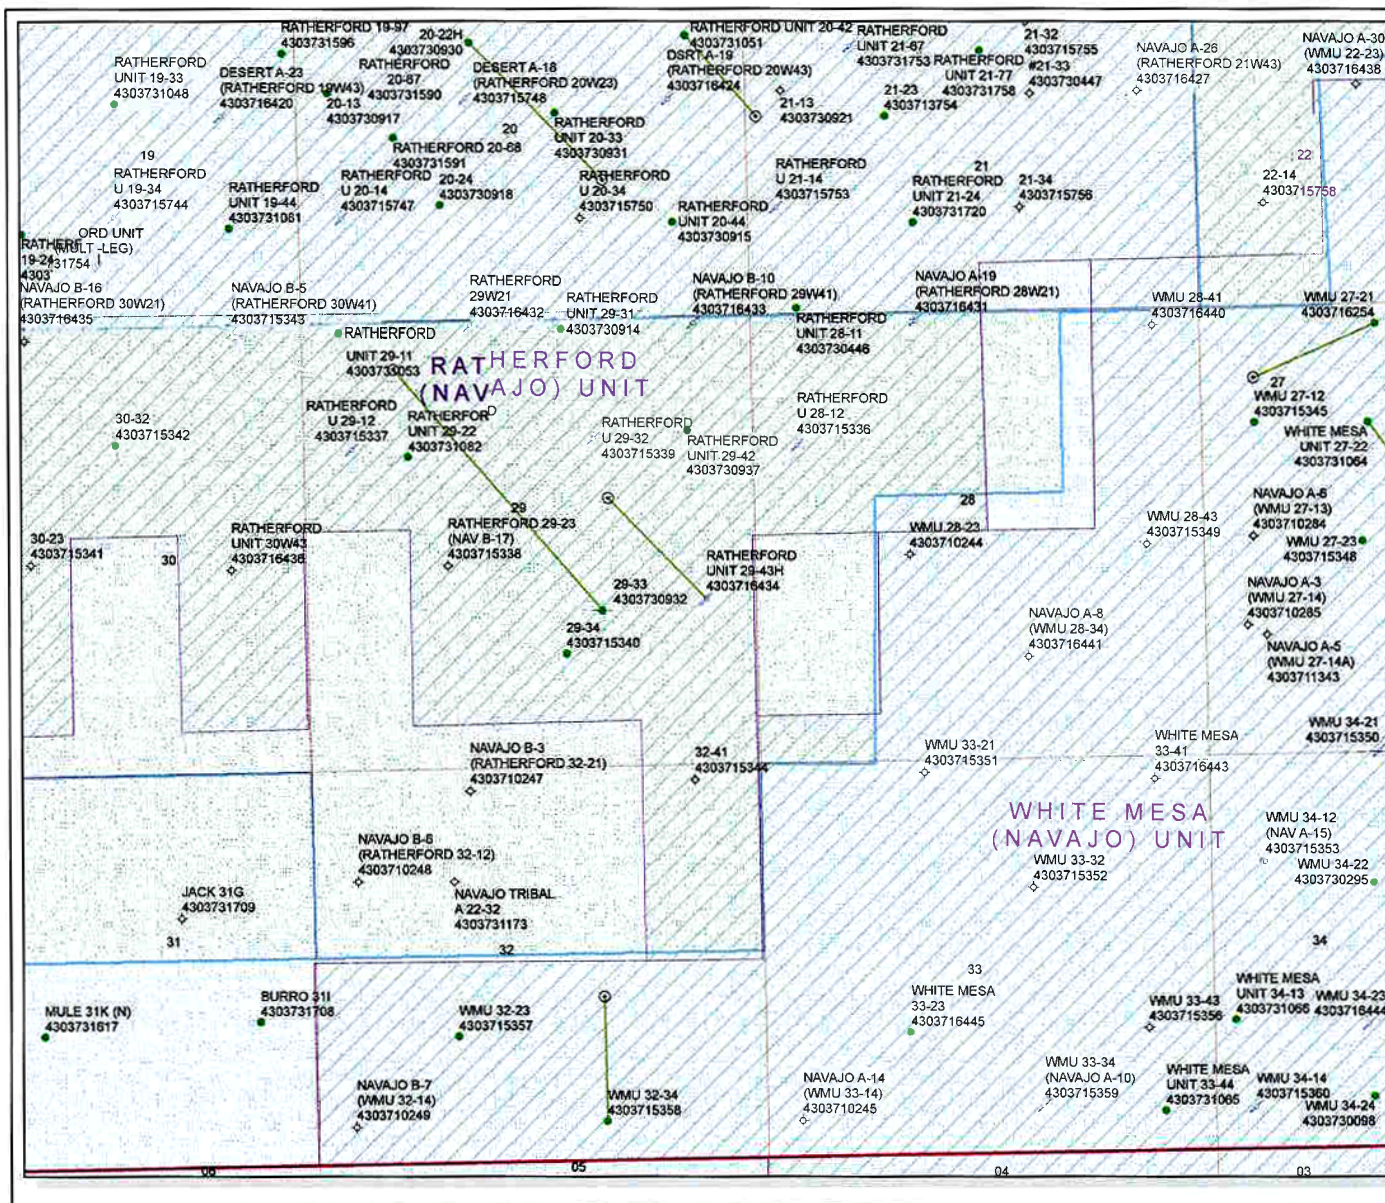 RATHERFORD 19-97
4303731596
20-22H
4303730930
RATHERFORD UNIT 20-42
4303731051
RATHERFORD
UNIT 21-67
4303731753
21-32
4303715755
#21-33
4303730447
NAVAJO A-26
(RATHERFORD 21W43)
4303716427
NAVAJO A-30
(WMU 22-23)
4303716438
RATHERFORD
UNIT 19-33
4303731048
DESERT A-23
(RATHERFORD 19W43)
4303716420
20-13
4303730917
RATHERFORD
20-67
4303731590
DESERT A-18
(RATHERFORD 20W23)
4303715748
DSRT A-19
(RATHERFORD 20W43)
4303716424
21-13
4303730921
RATHERFORD
UNIT 21-77
4303731758
21-23
4303713754
20
RATHERFORD
UNIT 20-33
4303730931
RATHERFORD 20-68
4303731591
19
RATHERFORD
U 19-34
4303715744
RATHERFORD
UNIT 19-44
4303731081
RATHERFORD
U 20-14
4303715747
20-24
4303730918
RATHERFORD
U 20-34
4303715750
RATHERFORD
UNIT 20-44
4303730915
RATHERFORD
U 21-14
4303715753
21
RATHERFORD
UNIT 21-24
4303731720
21-34
4303715756
22
22-14
4303715758
ORD UNIT
(MULT -LEG)
731754
RATHERF
19-24
4303
NAVAJO B-16
(RATHERFORD 30W21)
4303716435
NAVAJO B-5
(RATHERFORD 30W41)
4303715343
RATHERFORD
29W21
4303716432
RATHERFORD
UNIT 29-31
4303730914
NAVAJO B-10
(RATHERFORD 29W41)
4303716433
RATHERFORD
UNIT 28-11
4303730446
NAVAJO A-19
(RATHERFORD 28W21)
4303716431
WMU 28-41
4303716440
WMU 27-21
4303716254
RATHERFORD
UNIT 29-11
4303731053
RATHERFORD
(NAVAJO) UNIT
27
WMU 27-12
4303715345
30-32
4303715342
RATHERFORD
U 29-12
4303715337
RATHERFORD
UNIT 29-22
4303731082
RATHERFORD
U 29-32
4303715339
RATHERFORD
UNIT 29-42
4303730937
RATHERFORD
U 28-12
4303715336
WHITE MESA
UNIT 27-22
4303731064
29
28
30-23
4303715341
30
RATHERFORD
UNIT 30W43
4303716436
RATHERFORD 29-23
(NAV B-17)
4303715338
29-33
4303730932
RATHERFORD
UNIT 29-43H
4303716434
WMU 28-23
4303710244
WMU 28-43
4303715349
NAVAJO A-6
(WMU 27-13)
4303710284
WMU 27-23
4303715348
NAVAJO A-3
(WMU 27-14)
4303710285
29-34
4303715340
NAVAJO A-8
(WMU 28-34)
4303716441
NAVAJO A-5
(WMU 27-14A)
4303711343
NAVAJO B-3
(RATHERFORD 32-21)
4303710247
32-41
4303715344
WMU 33-21
4303715351
WHITE MESA
33-41
4303716443
WMU 34-21
4303715350
WHITE MESA
(NAVAJO) UNIT
WMU 34-12
(NAV A-15)
4303715353
NAVAJO B-6
(RATHERFORD 32-12)
4303710248
NAVAJO TRIBAL
A 22-32
4303731173
WMU 33-32
4303715352
WMU 34-22
4303730295
JACK 31G
4303731709
31
32
33
34
MULE 31K (N)
4303731617
BURRO 31I
4303731708
WMU 32-23
4303715357
WHITE MESA
33-23
4303716445
WMU 33-43
4303715356
WHITE MESA
UNIT 34-13
4303731066
WMU 34-23
4303716444
NAVAJO B-7
(WMU 32-14)
4303710249
WMU 32-34
4303715358
NAVAJO A-14
(WMU 33-14)
4303710245
WMU 33-34
(NAVAJO A-10)
4303715359
WHITE MESA
UNIT 33-44
4303731065
WMU 34-14
4303715360
WMU 34-24
4303730098
06
05
04
03